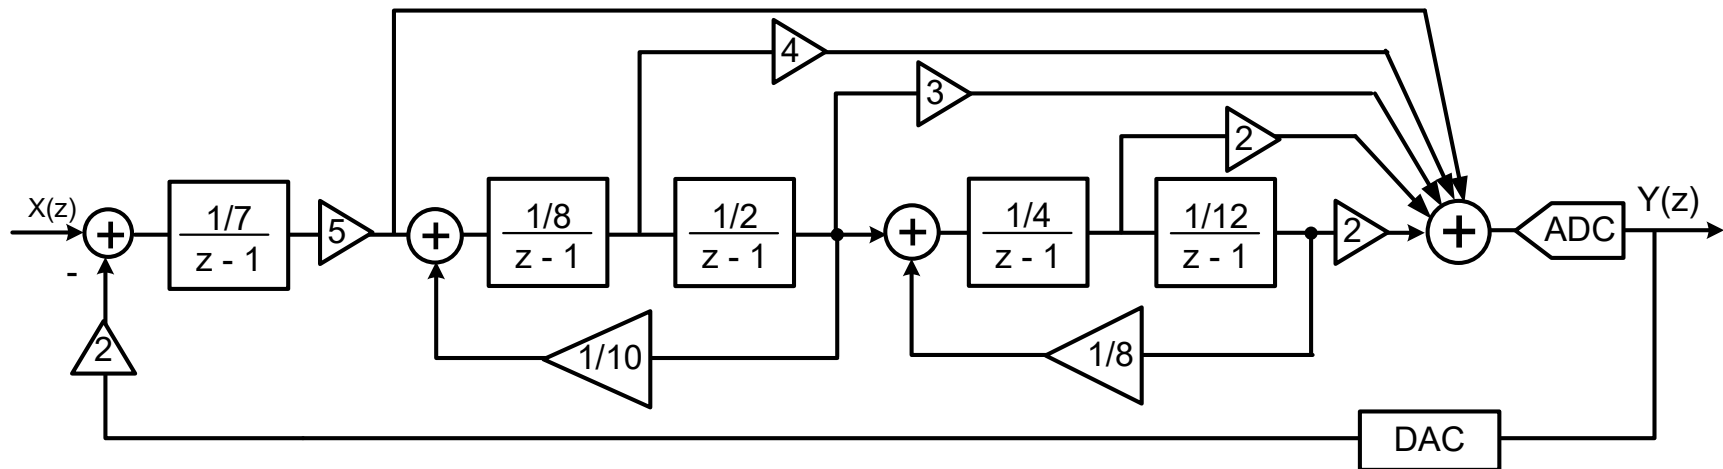 4
3
2
X(z)
+
-
1/7
z - 1
5
+
1/8
z - 1
1/2
z - 1
+
1/4
z - 1
1/12
z - 1
2
+
ADC
Y(z)
2
1/10
1/8
DAC